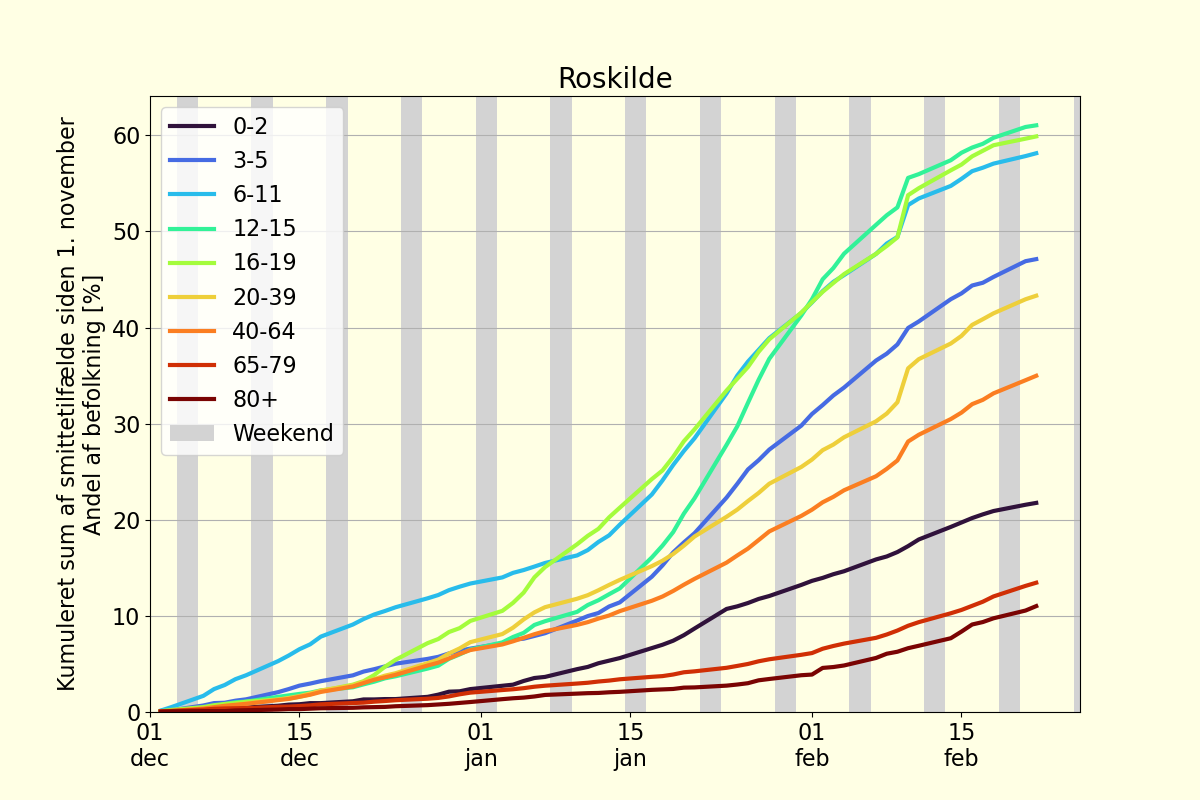 Roskilde
Kumuleret sum af smittetilfælde siden 1. november
Andel af befolkning [%]
60
50
40
30
20
10
0
0-2
3-5
6-11
12-15
16-19
20-39
40-64
65-79
80+
Weekend
01 15 01 15 01 15
dec dec jan jan feb feb